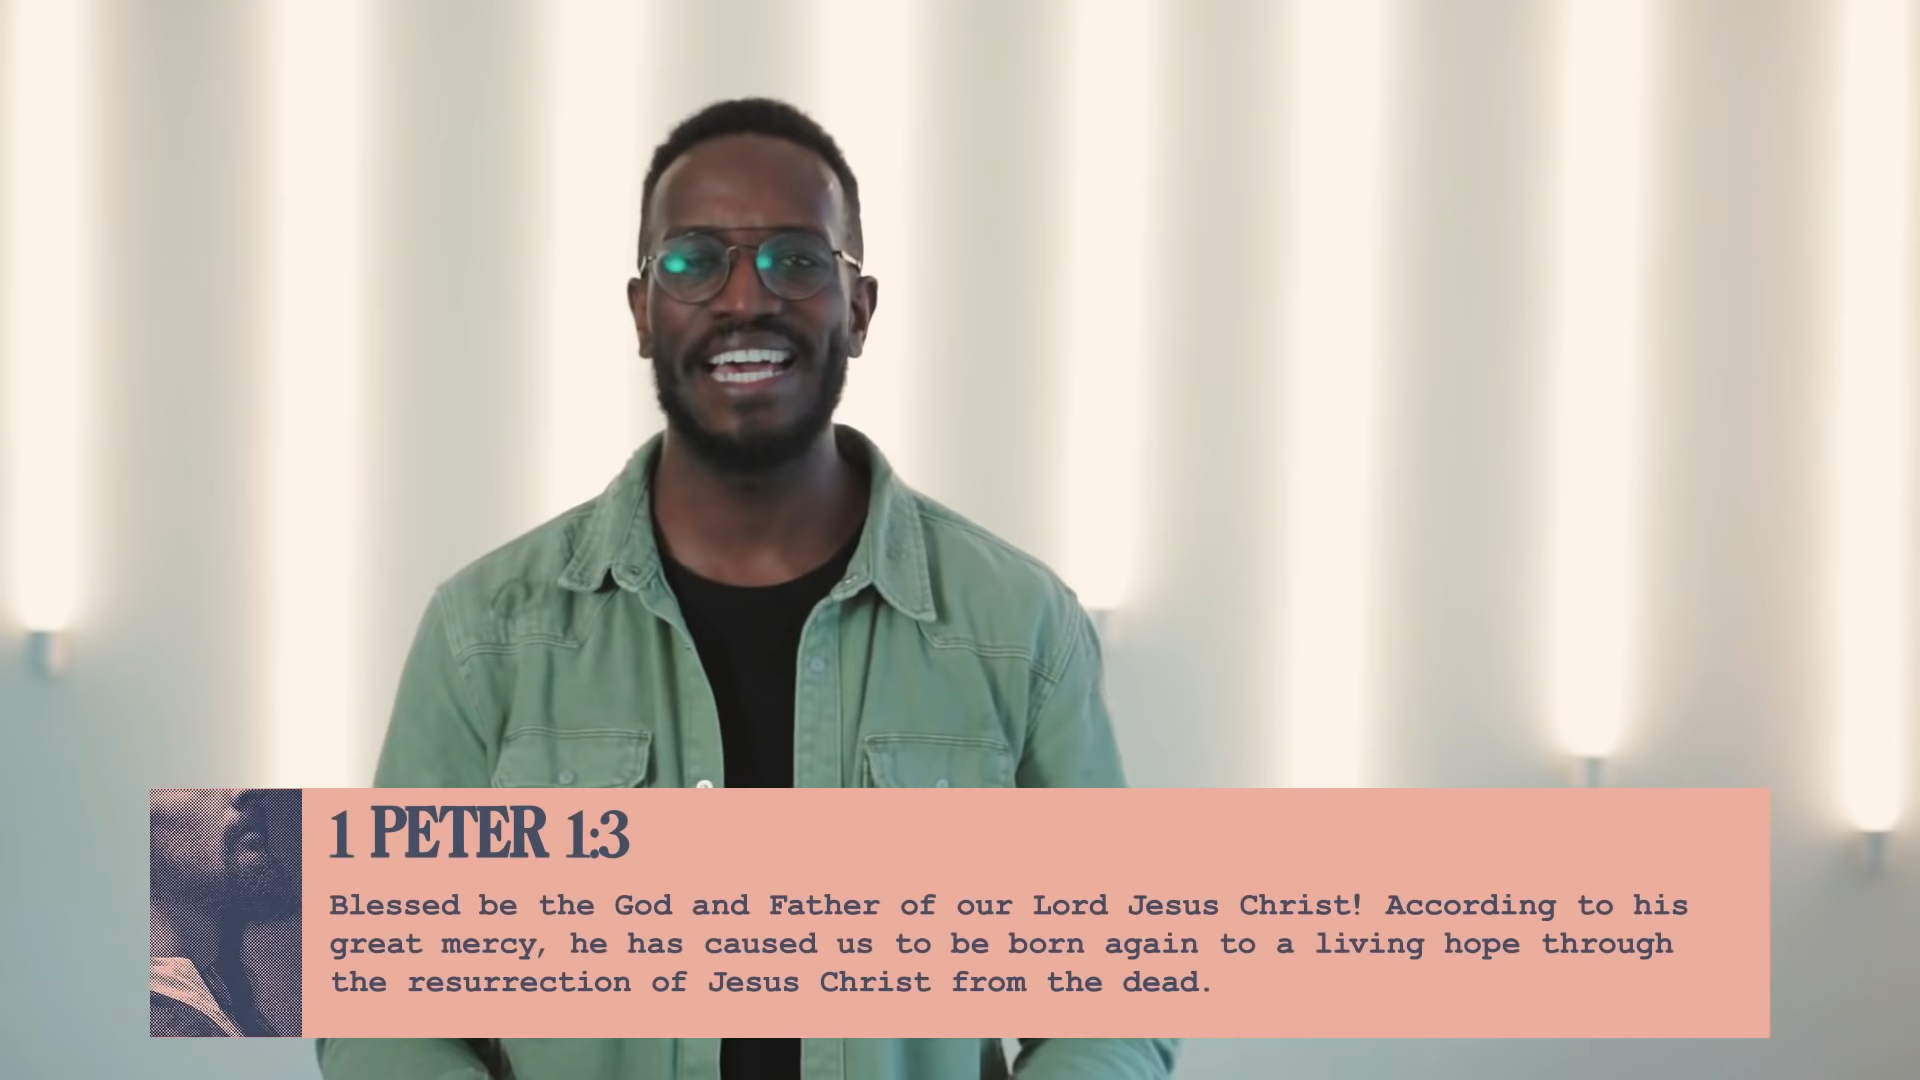 1 PETER 1:3
Blessed be the God and Father of our Lord Jesus Christ! According to his
great mercy, he has caused us to be born again to a living hope through
the resurrection of Jesus Christ from the dead.